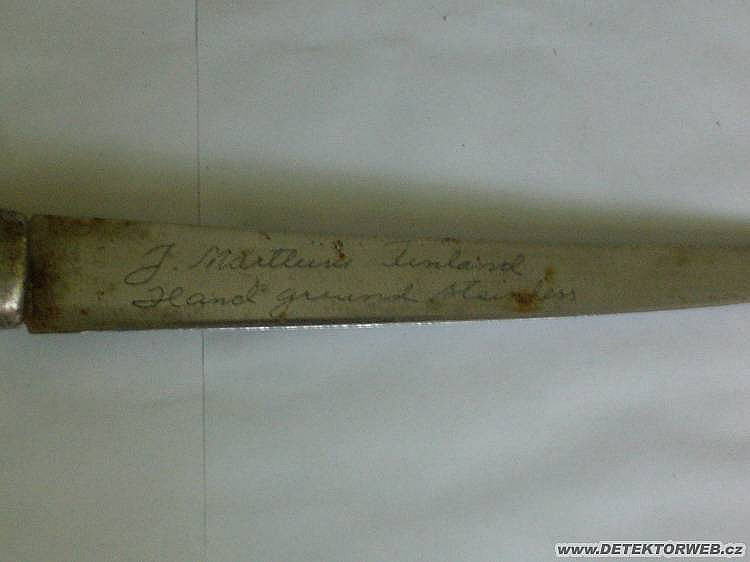 J. Marttiini Finland
Hand ground stainless
www.DETEKTORWEB.cz